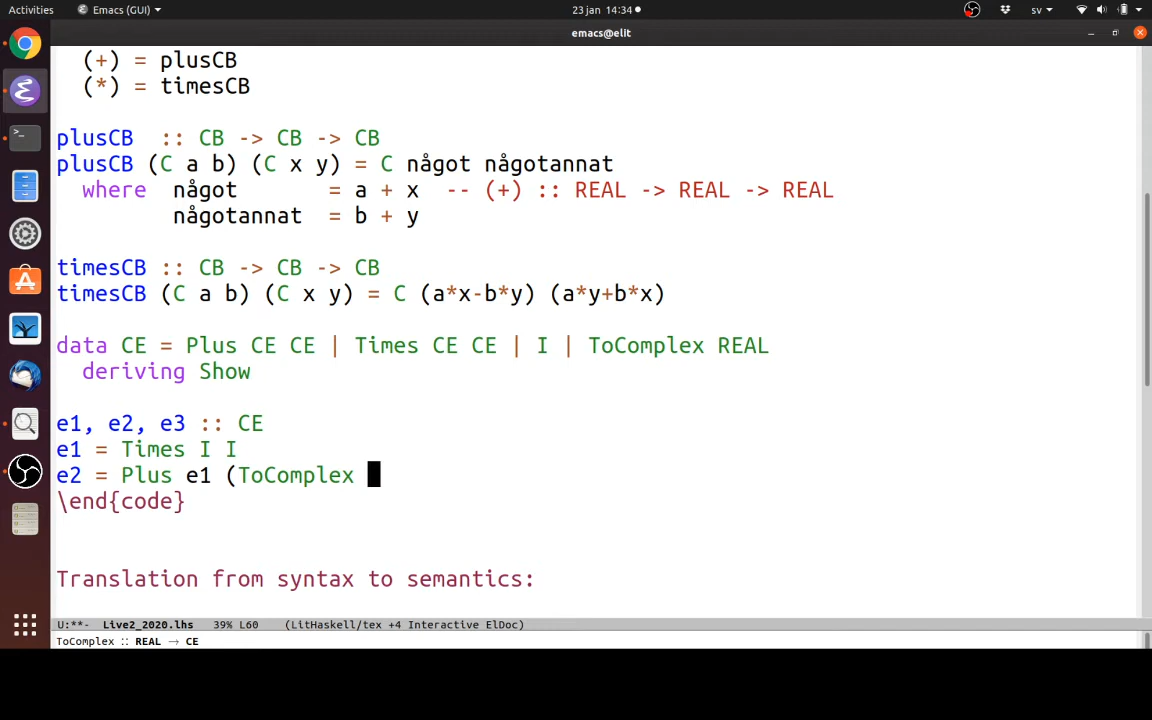 Activities Emacs (GUI) 23 jan 14:34 sv
emacs@elit
(+) = plusCB
(*) = timesCB
plusCB :: CB -> CB -> CB
plusCB (C a b) (C x y) = C något någotannat
where något = a + x -- (+) :: REAL -> REAL -> REAL
någotannat = b + y
timesCB :: CB -> CB -> CB
timesCB (C a b) (C x y) = C (a*x-b*y) (a*y+b*x)
data CE = Plus CE CE | Times CE CE | I | ToComplex REAL
deriving Show
e1, e2, e3 :: CE
e1 = Times I I
e2 = Plus e1 (ToComplex
\end{code}
Translation from syntax to semantics:
U:**- Live2_2020.lhs 39% L60 (LitHaskell/tex +4 Interactive ElDoc)
ToComplex :: REAL → CE